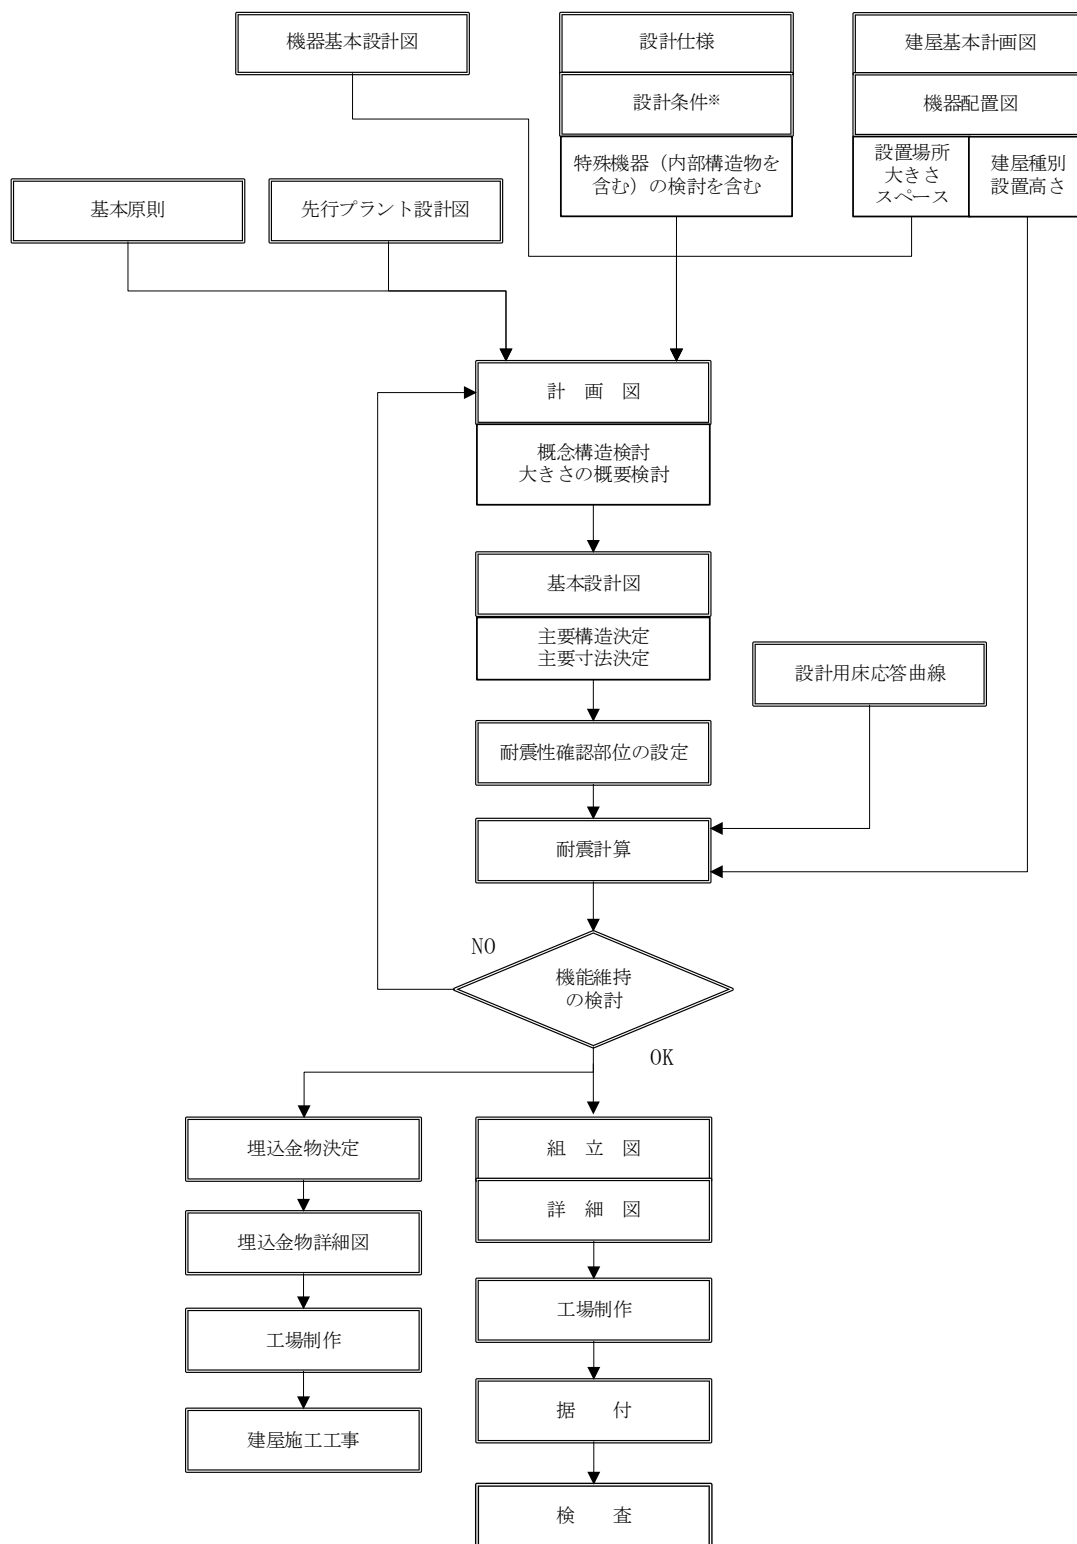 機器基本設計図
設計仕様
建屋基本計画図
設計条件※
機器配置図
特殊機器（内部構造物を
含む）の検討を含む
設置場所
大きさ
スペース
建屋種別
設置高さ
基本原則
先行プラント設計図
計　画　図
概念構造検討
大きさの概要検討
基本設計図
主要構造決定
主要寸法決定
設計用床応答曲線
耐震性確認部位の設定
耐震計算
NO
機能維持
の検討
OK
埋込金物決定
組　立　図
詳　細　図
埋込金物詳細図
工場制作
工場制作
据　　付
建屋施工工事
検　　査